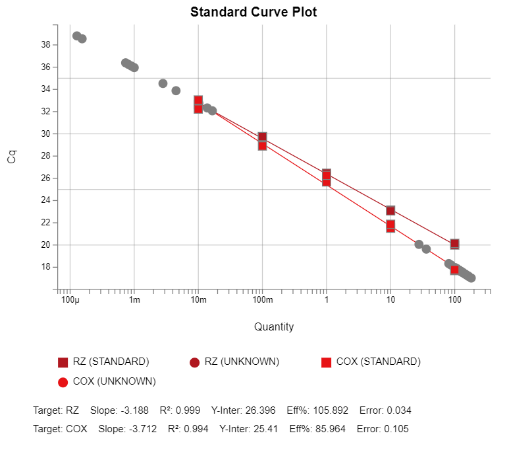 Standard Curve Plot
38
36
34
32
30
28
26
24
22
20
18
Cq
100µ 1m 10m 100m 1 10 100
Quantity
RZ (STANDARD) RZ (UNKNOWN) COX (STANDARD)
COX (UNKNOWN)
Target: RZ Slope: -3.188 R²: 0.999 Y-Inter: 26.396 Eff%: 105.892 Error: 0.034
Target: COX Slope: -3.712 R²: 0.994 Y-Inter: 25.41 Eff%: 85.964 Error: 0.105